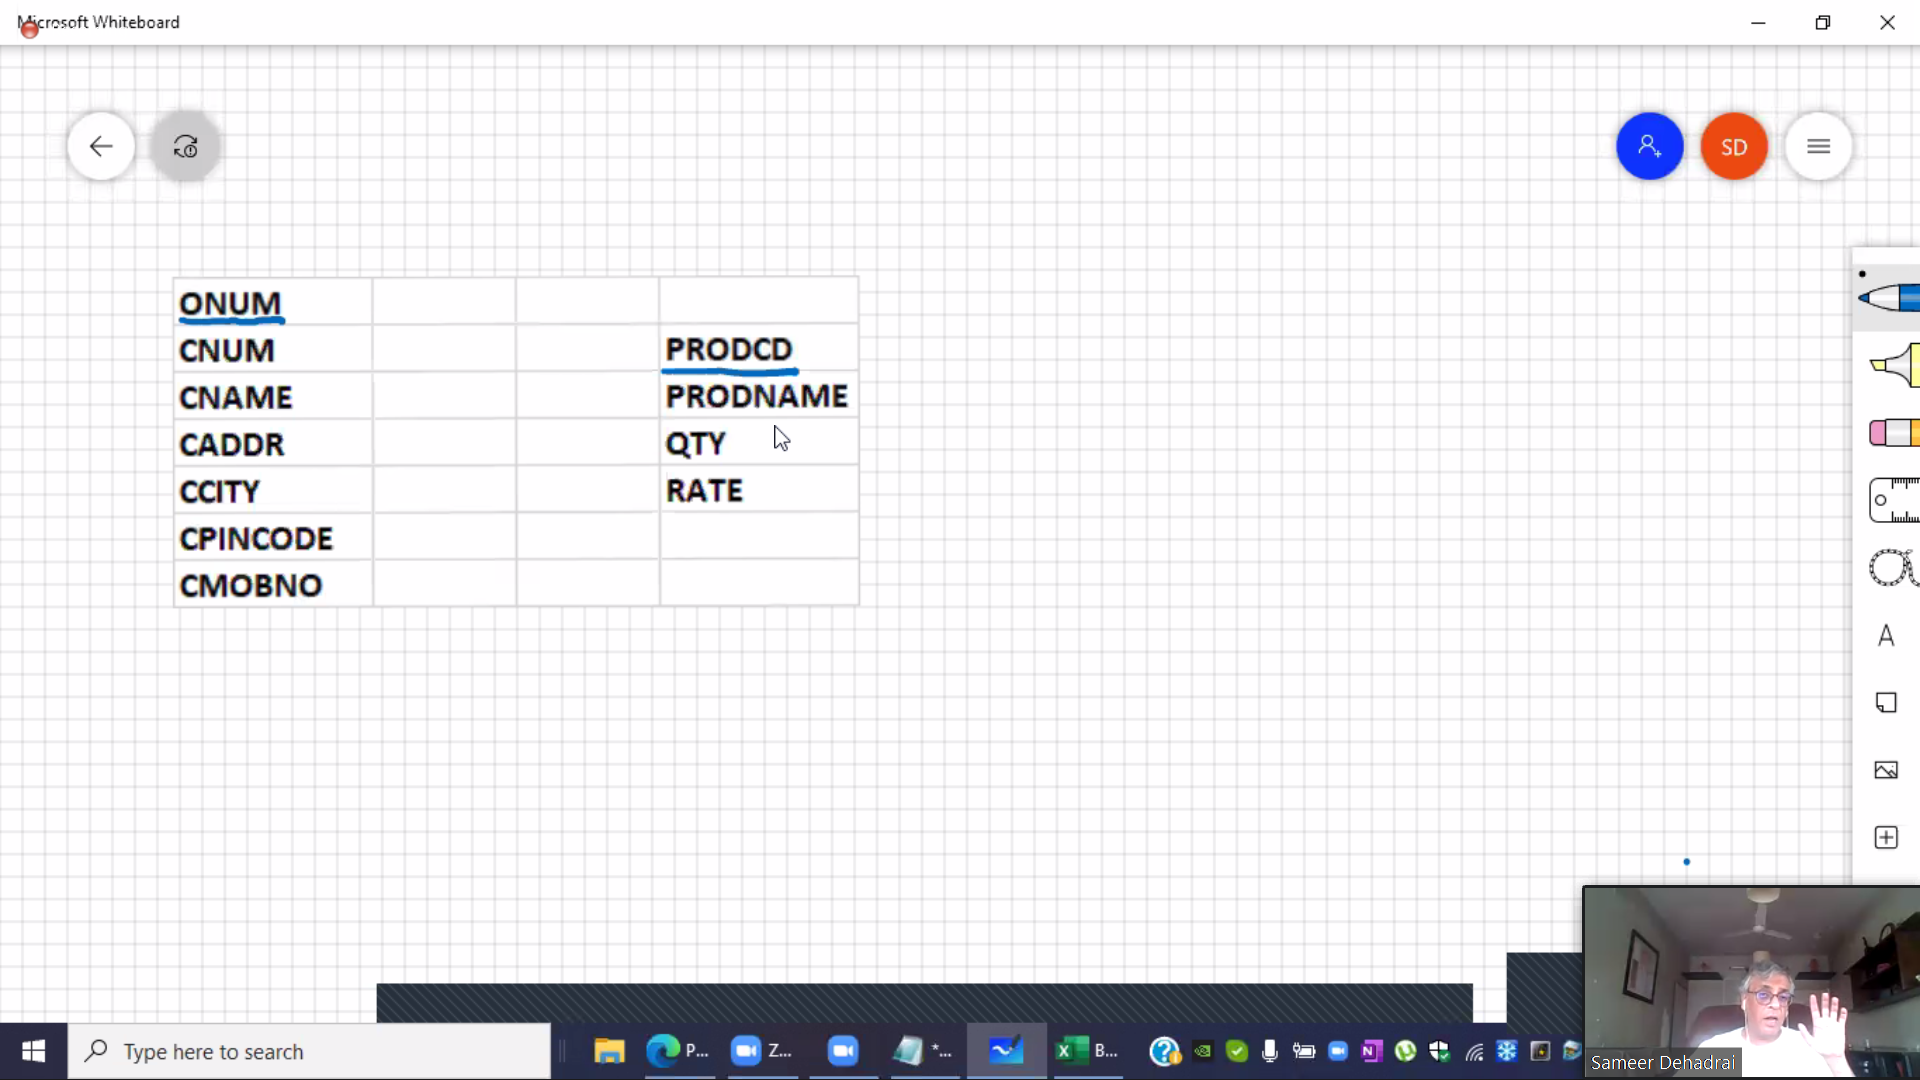 Microsoft Whiteboard
SD
ONUM
CNUM PRODCD
CNAME PRODNAME
CADDR QTY
CCITY RATE
CPINCODE
CMOBNO
A
Sameer Dehadrai
Type here to search
P...
Z...
*...
B...